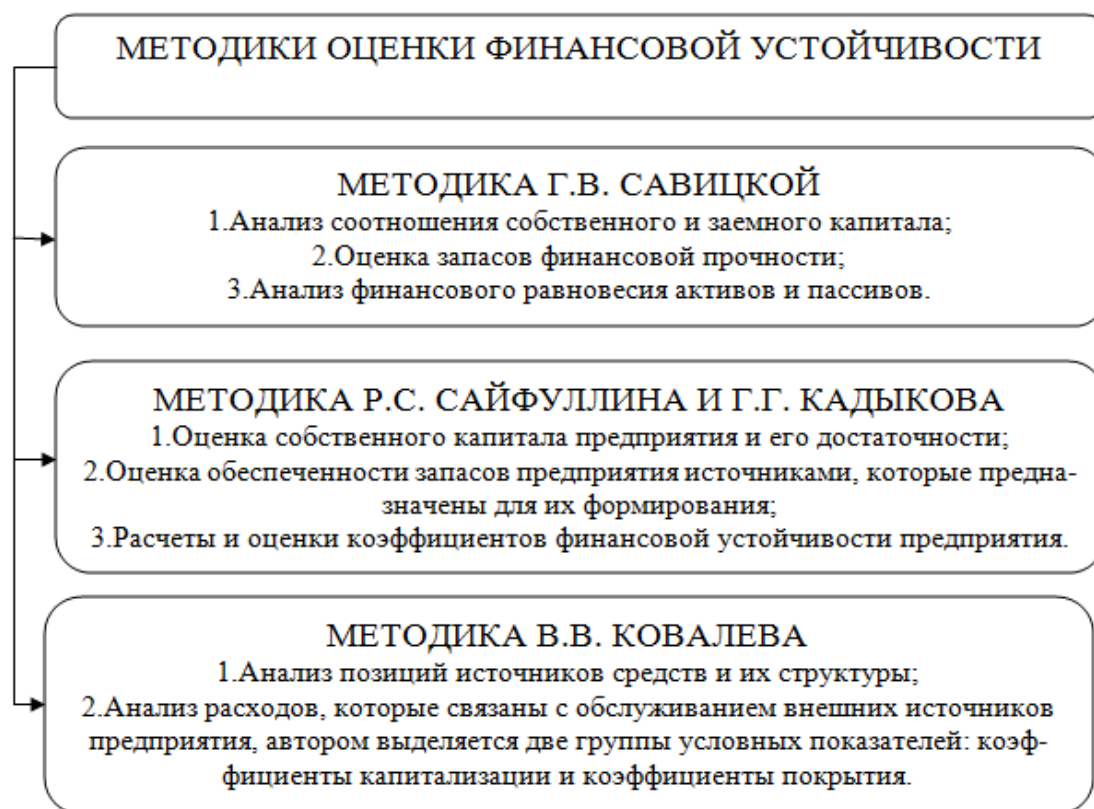 МЕТОДИКИ ОЦЕНКИ ФИНАНСОВОЙ УСТОЙЧИВОСТИ
МЕТОДИКА Г.В. САВИЦКОЙ
1.Анализ соотношения собственного и заемного капитала;
2.Оценка запасов финансовой прочности;
3.Анализ финансового равновесия активов и пассивов.
МЕТОДИКА Р.С. САЙФУЛЛИНА И Г.Г. КАДЫКОВА
1.Оценка собственного капитала предприятия и его достаточности;
2.Оценка обеспеченности запасов предприятия источниками, которые предна-
значены для их формирования;
3.Расчеты и оценки коэффициентов финансовой устойчивости предприятия.
МЕТОДИКА В.В. КОВАЛЕВА
1.Анализ позиций источников средств и их структуры;
2.Анализ расходов, которые связаны с обслуживанием внешних источников
предприятия, автором выделяется две группы условных показателей: коэф-
фициенты капитализации и коэффициенты покрытия.